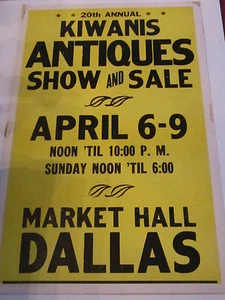 ★ ★ 20th ANNUAL ★ ★
KIWANIS
ANTIQUES
SHOW AND SALE
APRIL 6-9
NOON 'TIL 10:00 P. M.
SUNDAY NOON 'TIL 6:00
MARKET HALL
DALLAS